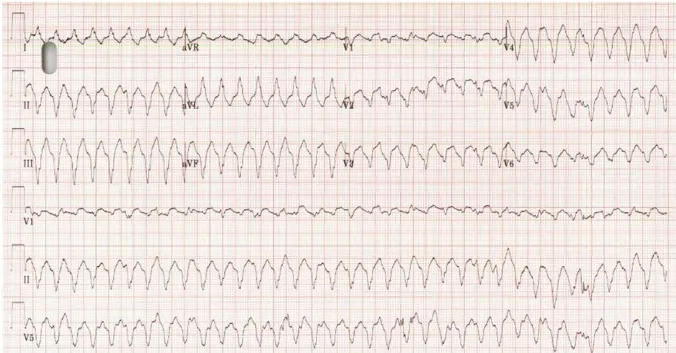 I aVR V1 V4
II aVL V2 V5
III aVF V3 V6
V1
II
V5